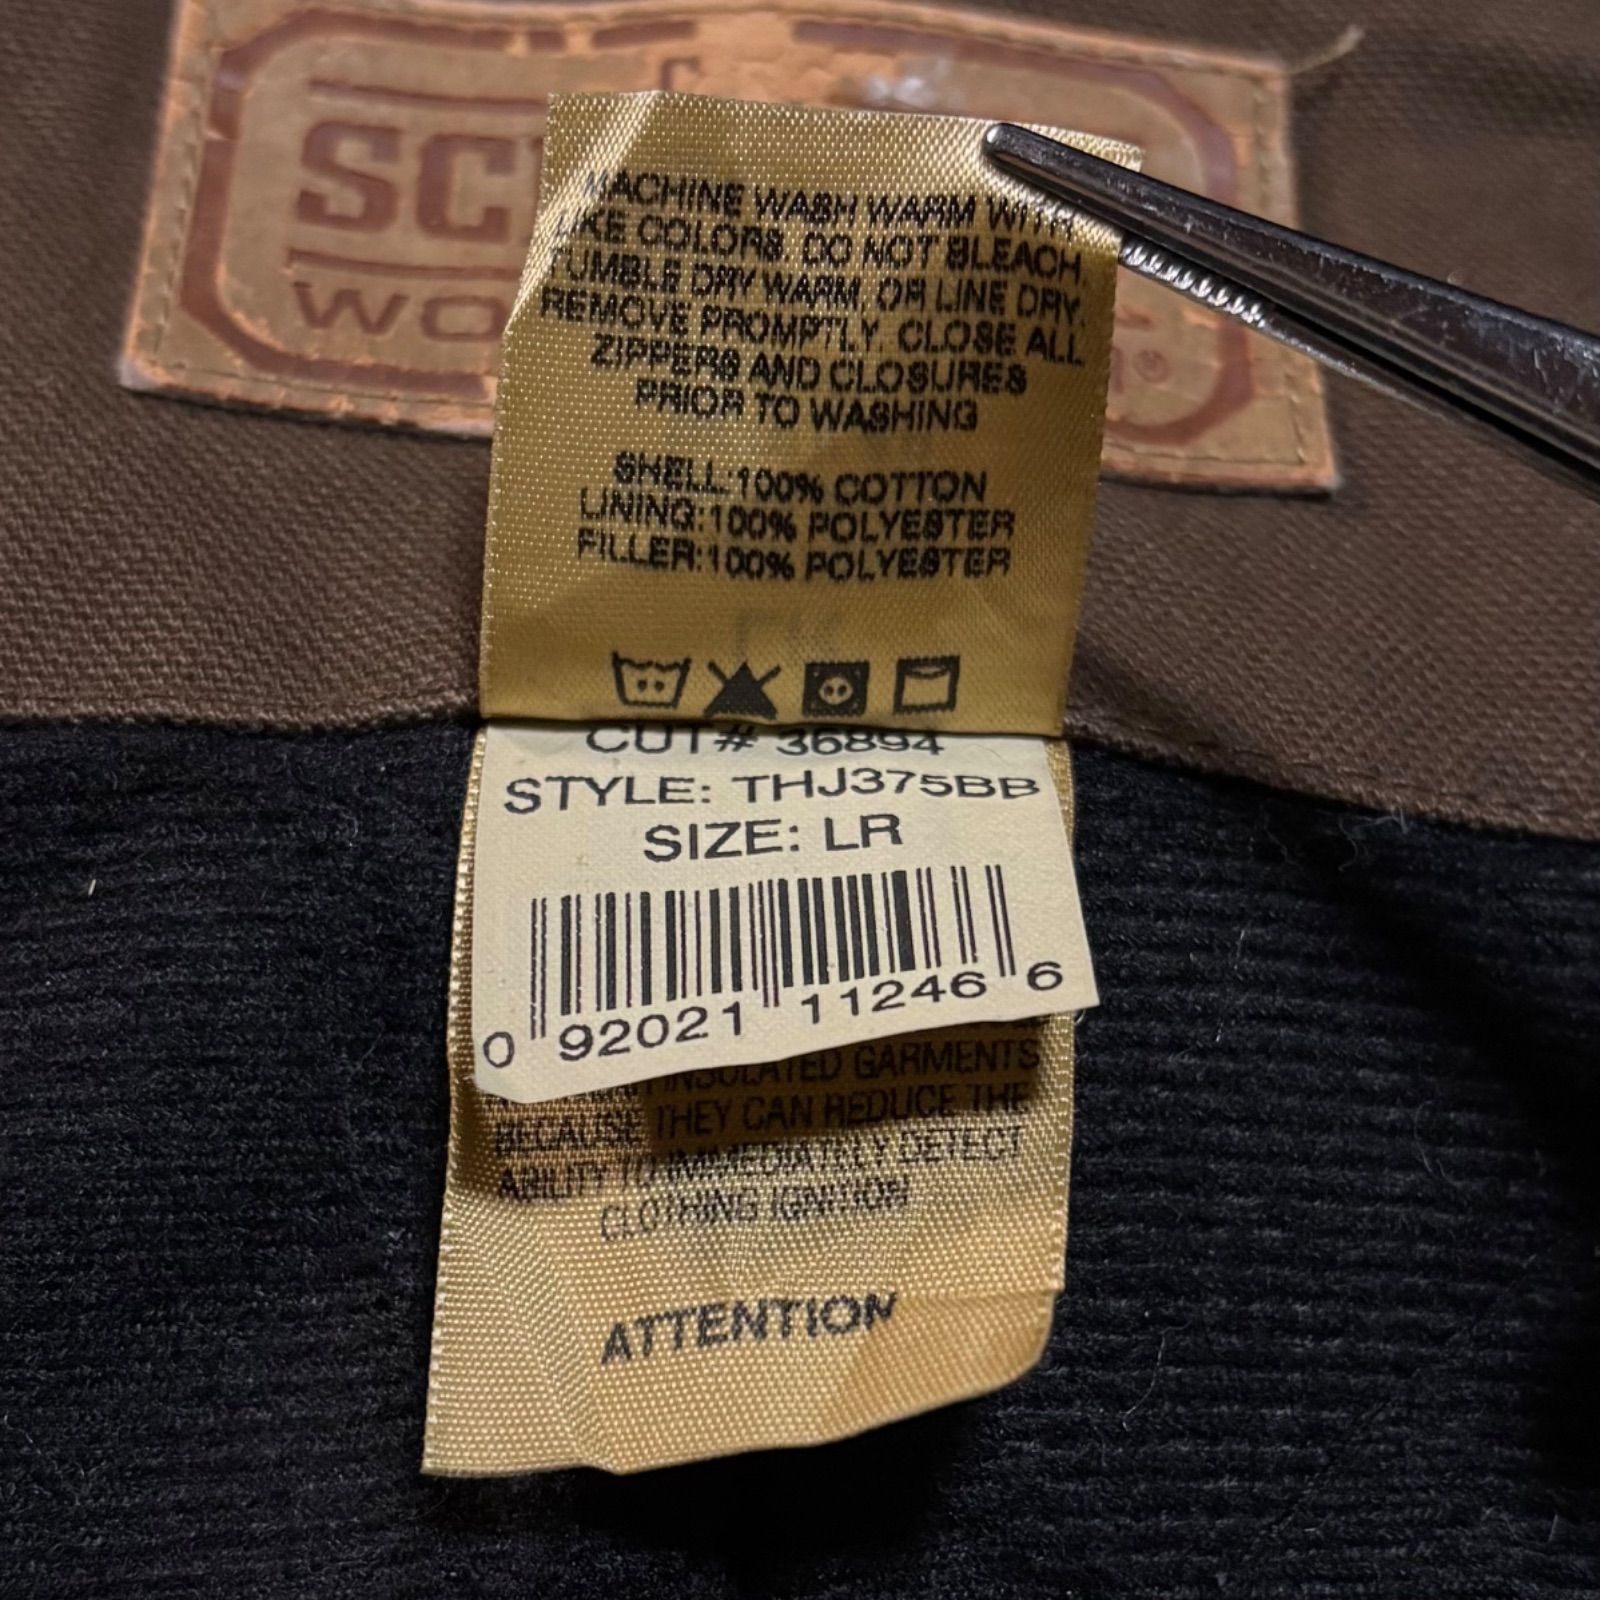 C
SC
WO
MACHINE WASH WARM WITH
LIKE COLORS, DO NOT BLEACH,
TUMBLE DRY WARM, OR LINE DRY,
REMOVE PROMPTLY, CLOSE ALL
ZIPPERS AND CLOSURES
PRIOR TO WASHING
SHELL:100% COTTON
LINING:100% POLYESTER
FILLER:100% POLYESTER
CUT# 36894
STYLE: THJ375BB
SIZE: LR
0 92021 11246 6
INSULATED GARMENTS
BECAUSE THEY CAN REDUCE THE
ABILITY TO IMMEDIATELY DETECT
CLOTHING IGNITION
ATTENTION